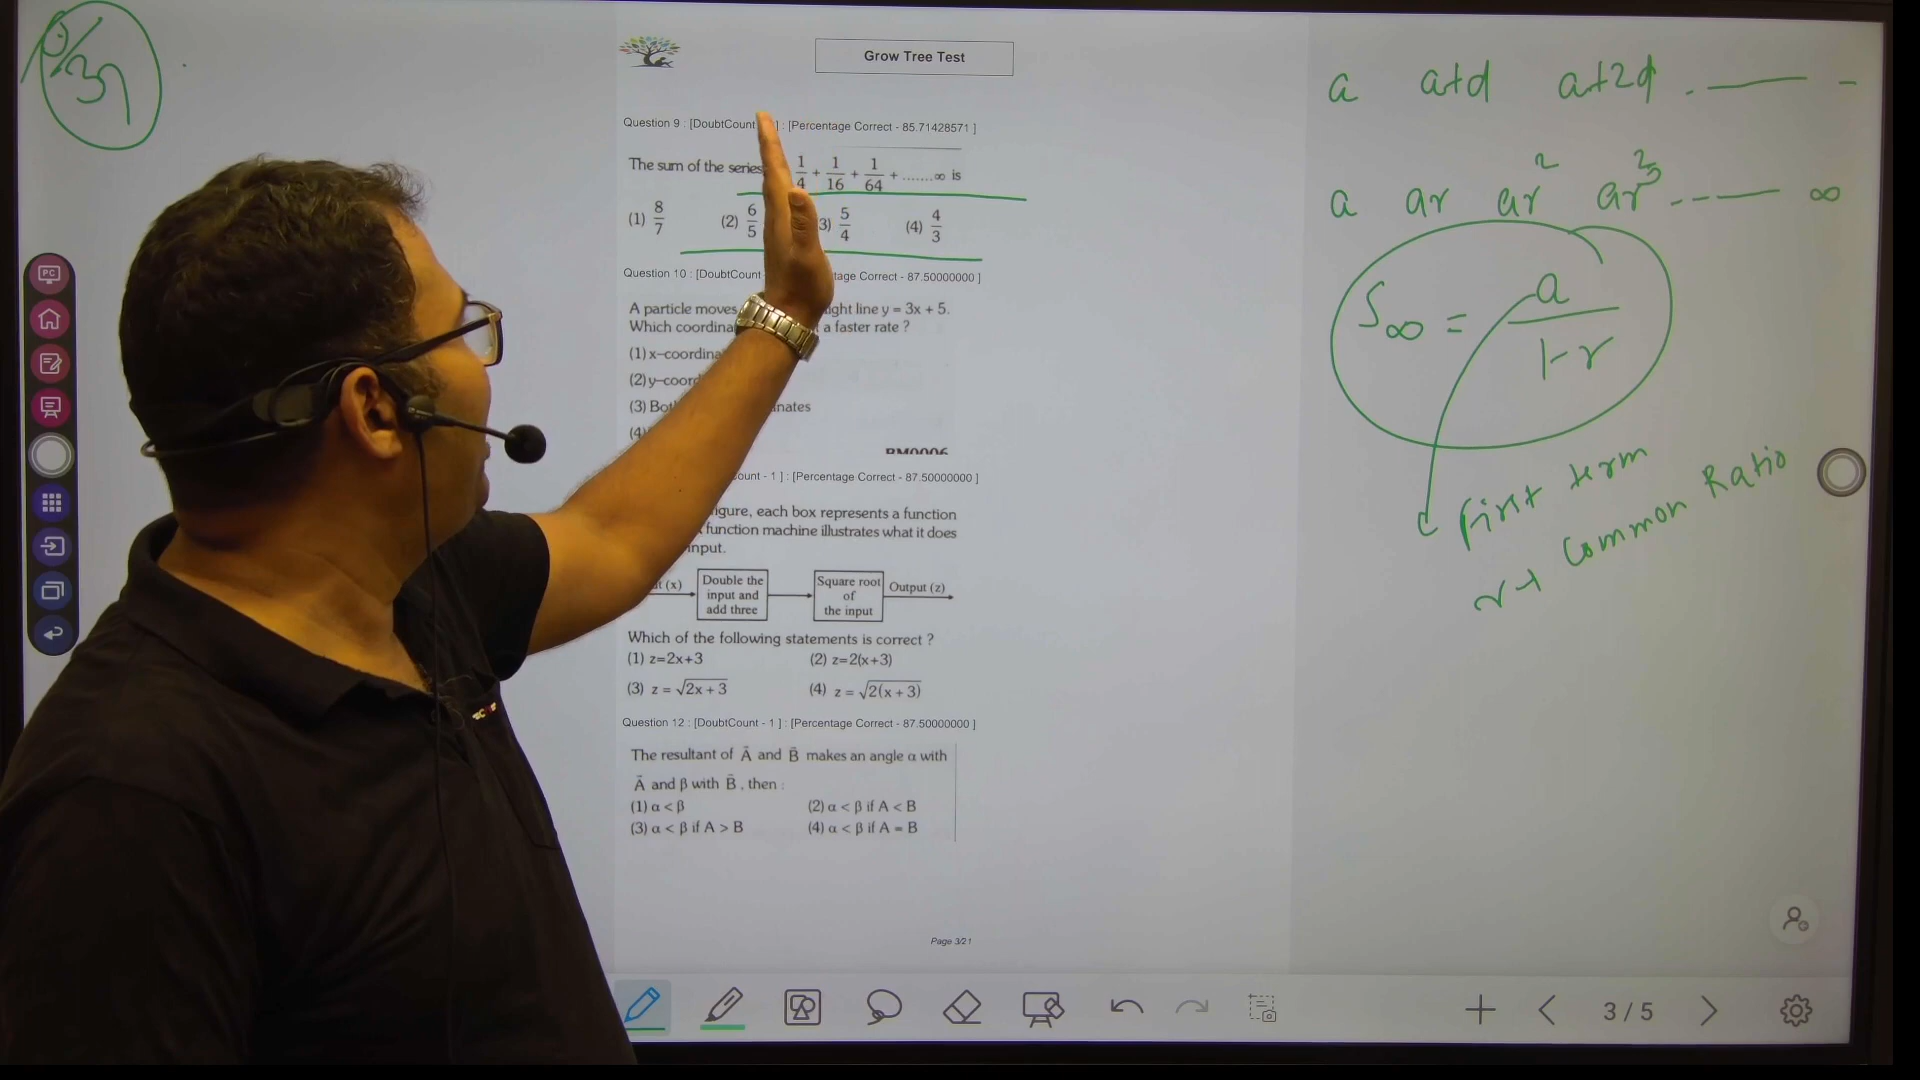 Grow Tree Test
Question 9 : [DoubtCount ] : [Percentage Correct - 85.71428571 ]
The sum of the series 1/4 + 1/16 + 1/64 + .......∞ is
(1) 8/7 (2) 6/5 3) 5/4 (4) 4/3
Question 10 : [DoubtCount tage Correct - 87.50000000 ]
A particle moves ght line y = 3x + 5.
Which coordina a faster rate ?
(1) x–coordina
(2) y–coord
(3) Bot nates
(4)
BM0006
ount - 1 ] : [Percentage Correct - 87.50000000 ]
igure, each box represents a function
function machine illustrates what it does
nput.
t (x) Double the input and add three Square root of the input Output (z)
Which of the following statements is correct ?
(1) z=2x+3 (2) z=2(x+3)
(3) z = √2x + 3 (4) z = √2(x + 3)
Question 12 : [DoubtCount - 1 ] : [Percentage Correct - 87.50000000 ]
The resultant of A⃗ and B⃗ makes an angle α with
A⃗ and β with B⃗, then :
(1) α < β (2) α < β if A < B
(3) α < β if A > B (4) α < β if A = B
Page 3/21
a a+d a+2d . —— -
a ar ar² ar³ ---—— ∞
S∞ = a/1-r
first term
r → Common Ratio
PC
3 / 5